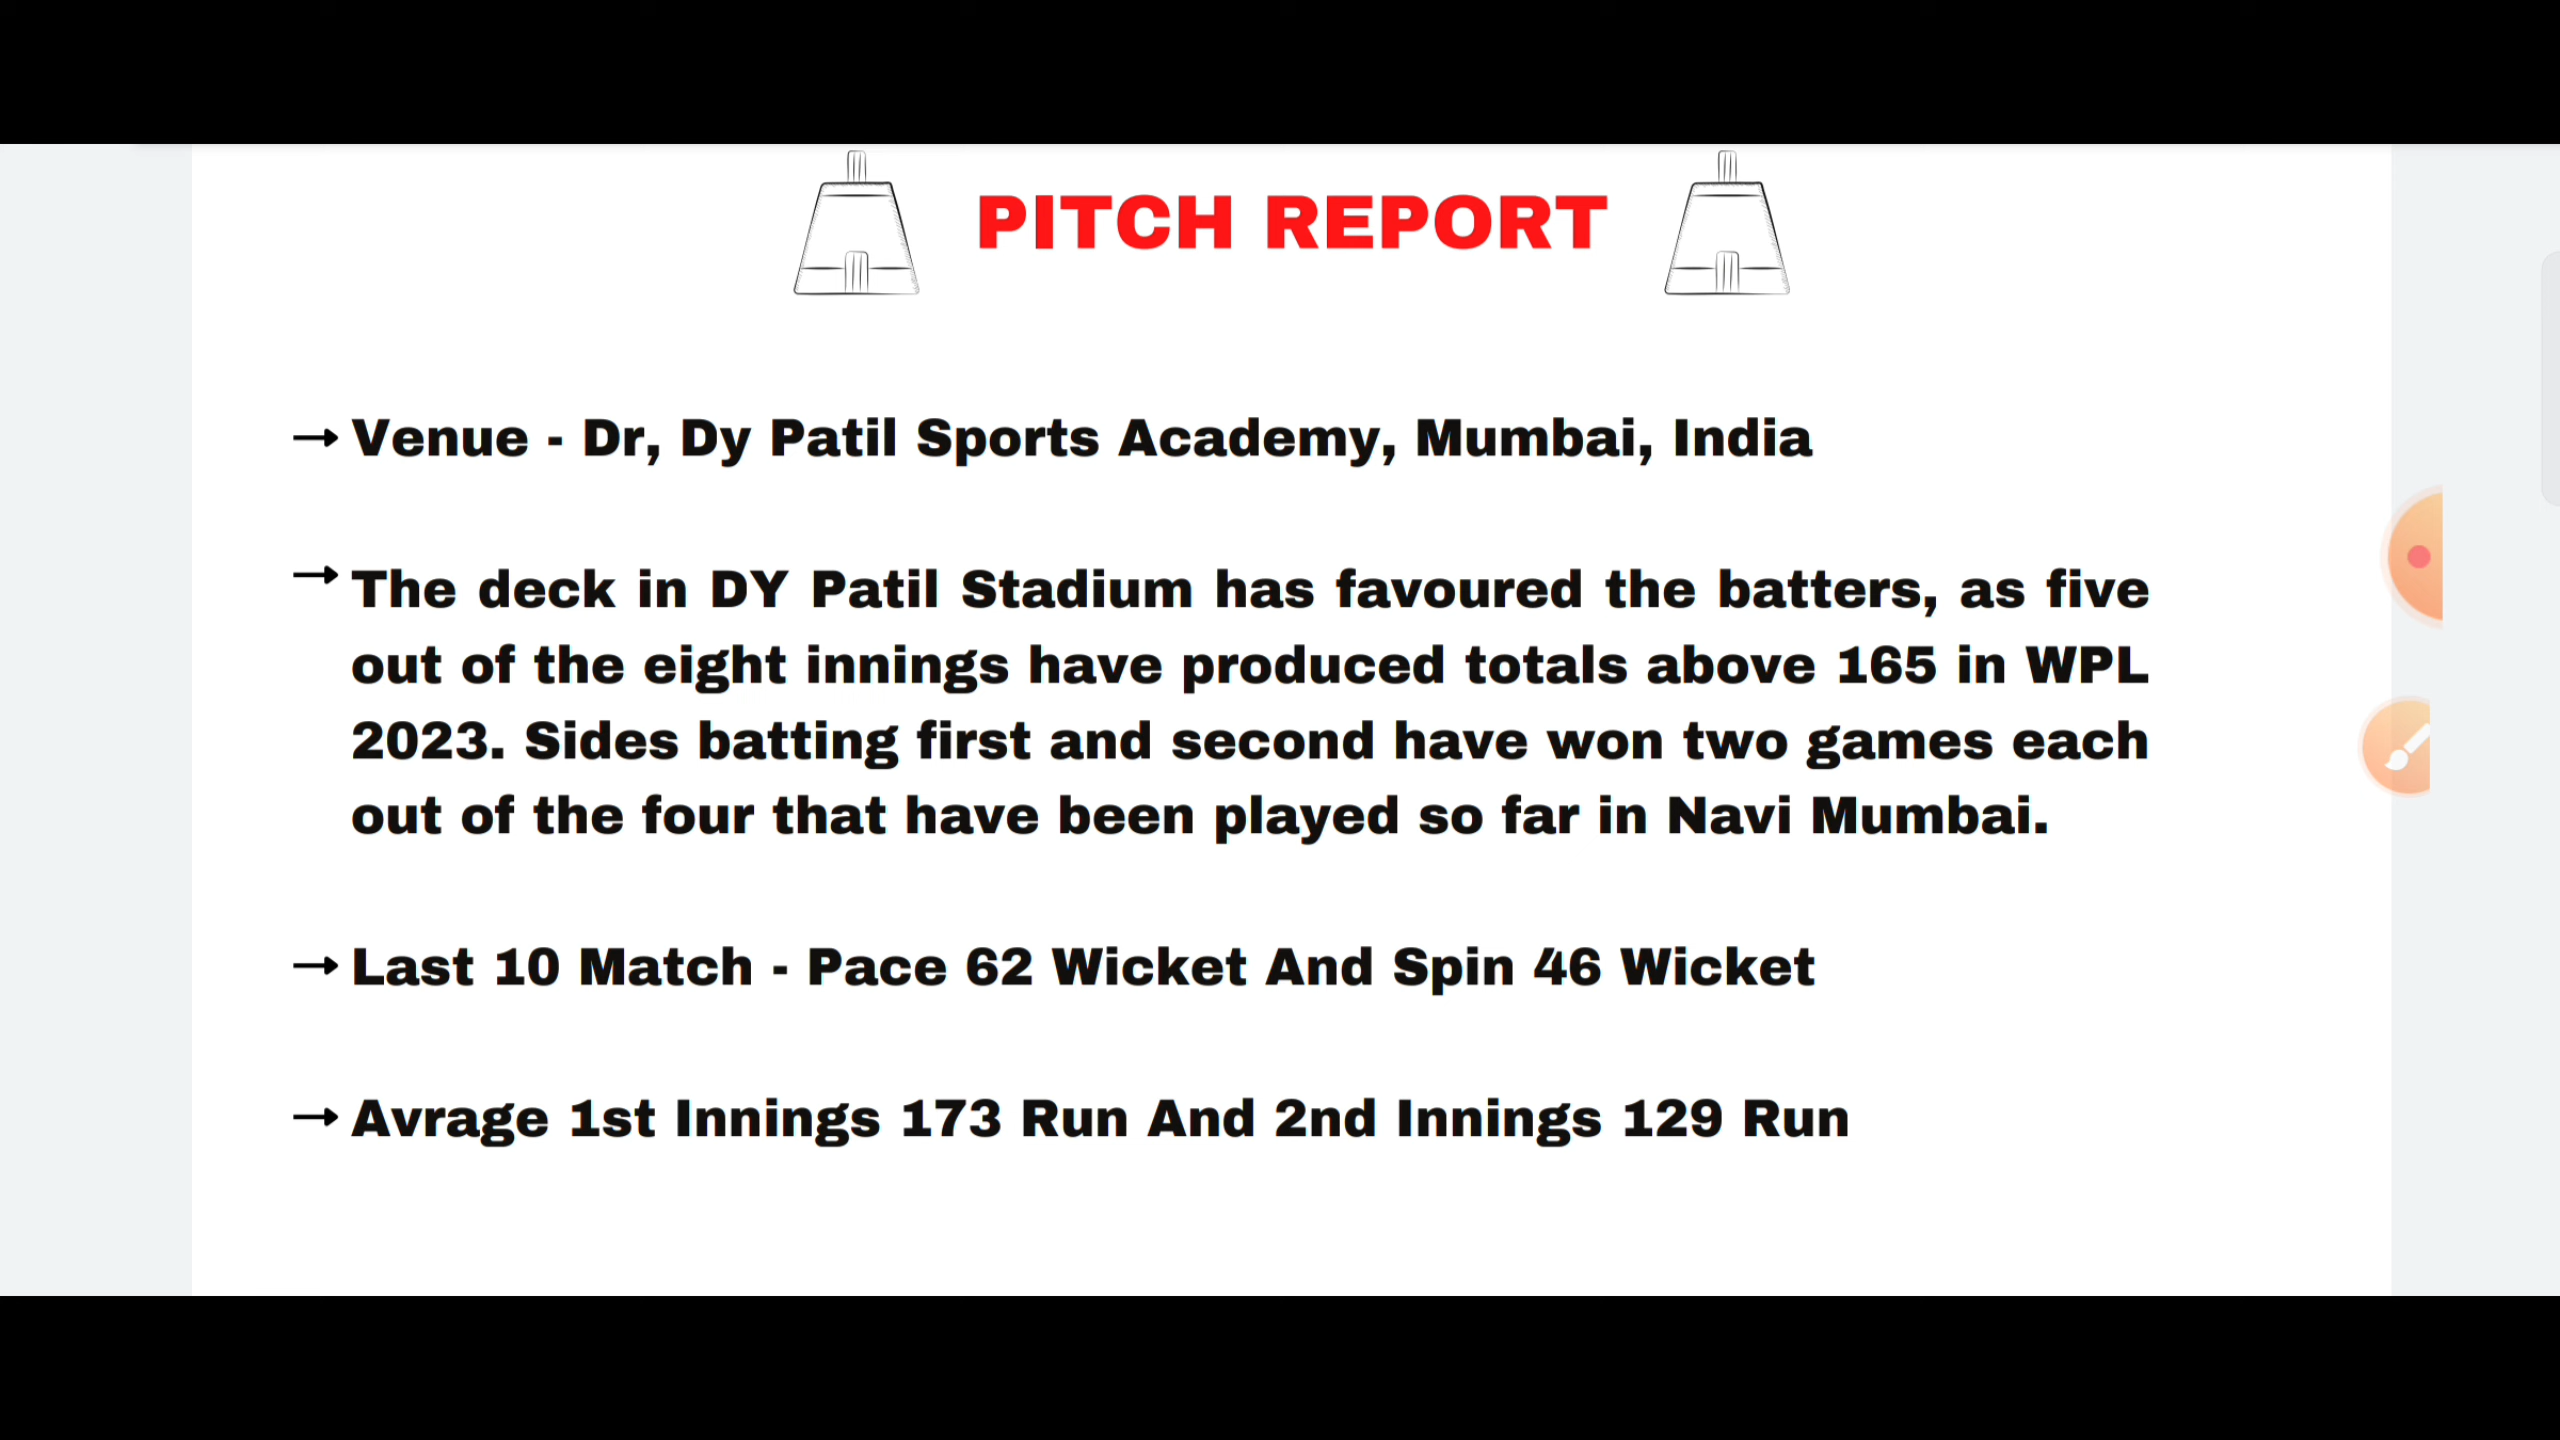 PITCH REPORT
→ Venue - Dr, Dy Patil Sports Academy, Mumbai, India
→ The deck in DY Patil Stadium has favoured the batters, as five
out of the eight innings have produced totals above 165 in WPL
2023. Sides batting first and second have won two games each
out of the four that have been played so far in Navi Mumbai.
→ Last 10 Match - Pace 62 Wicket And Spin 46 Wicket
→ Avrage 1st Innings 173 Run And 2nd Innings 129 Run